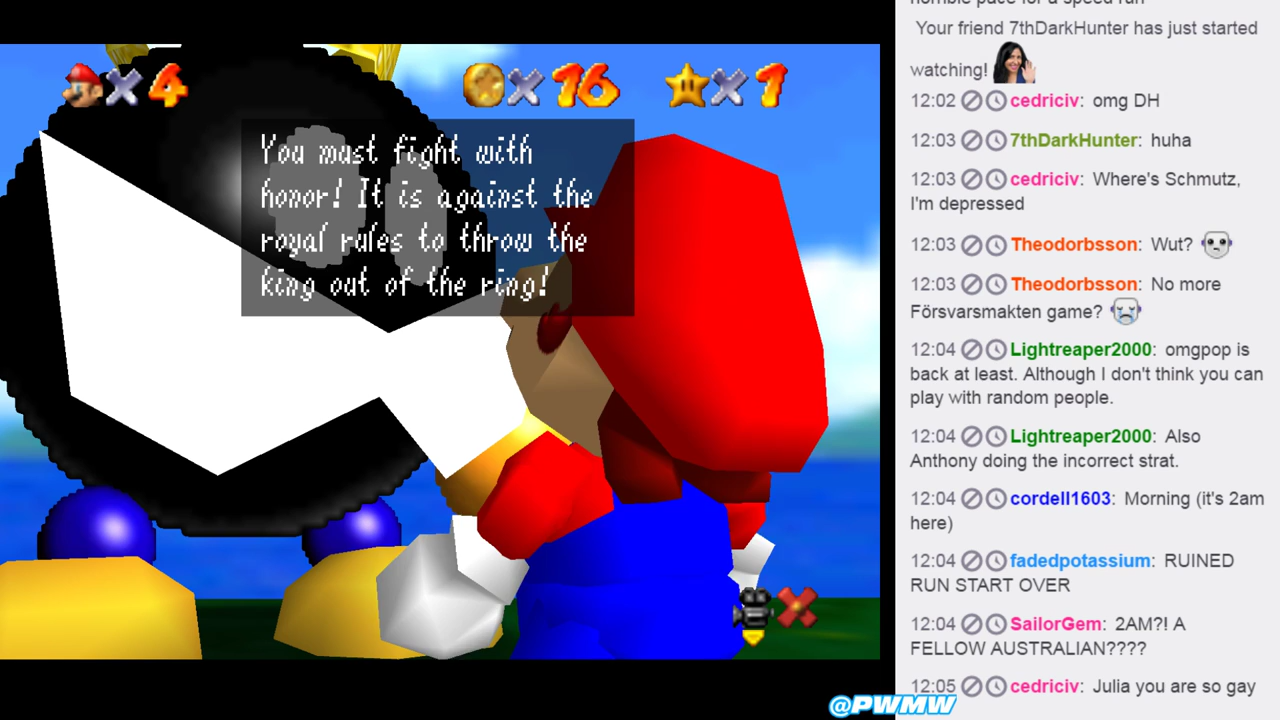 × 4
× 16
× 1
You must fight with
honor! It is against the
royal rules to throw the
king out of the ring!
Your friend 7thDarkHunter has just started
watching!
12:02 cedriciv: omg DH
12:03 7thDarkHunter: huha
12:03 cedriciv: Where's Schmutz,
I'm depressed
12:03 Theodorbsson: Wut?
12:03 Theodorbsson: No more
Försvarsmakten game?
12:04 Lightreaper2000: omgpop is
back at least. Although I don't think you can
play with random people.
12:04 Lightreaper2000: Also
Anthony doing the incorrect strat.
12:04 cordell1603: Morning (it's 2am
here)
12:04 fadedpotassium: RUINED
RUN START OVER
12:04 SailorGem: 2AM?! A
FELLOW AUSTRALIAN????
12:05 cedriciv: Julia you are so gay
@PWMW